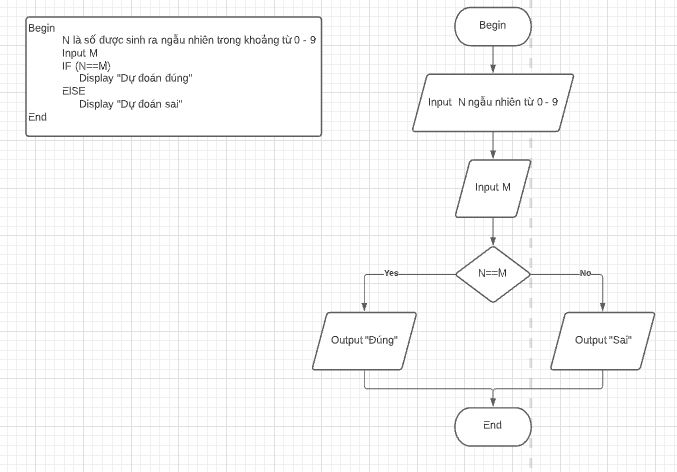 Begin
N là số được sinh ra ngẫu nhiên trong khoảng từ 0 - 9
Input M
IF (N==M)
Display "Dự đoán đúng"
ElSE
Display "Dự đoán sai"
End
Begin
Input N ngẫu nhiên từ 0 - 9
Input M
N==M
Yes
No
Output "Đúng"
Output "Sai"
End